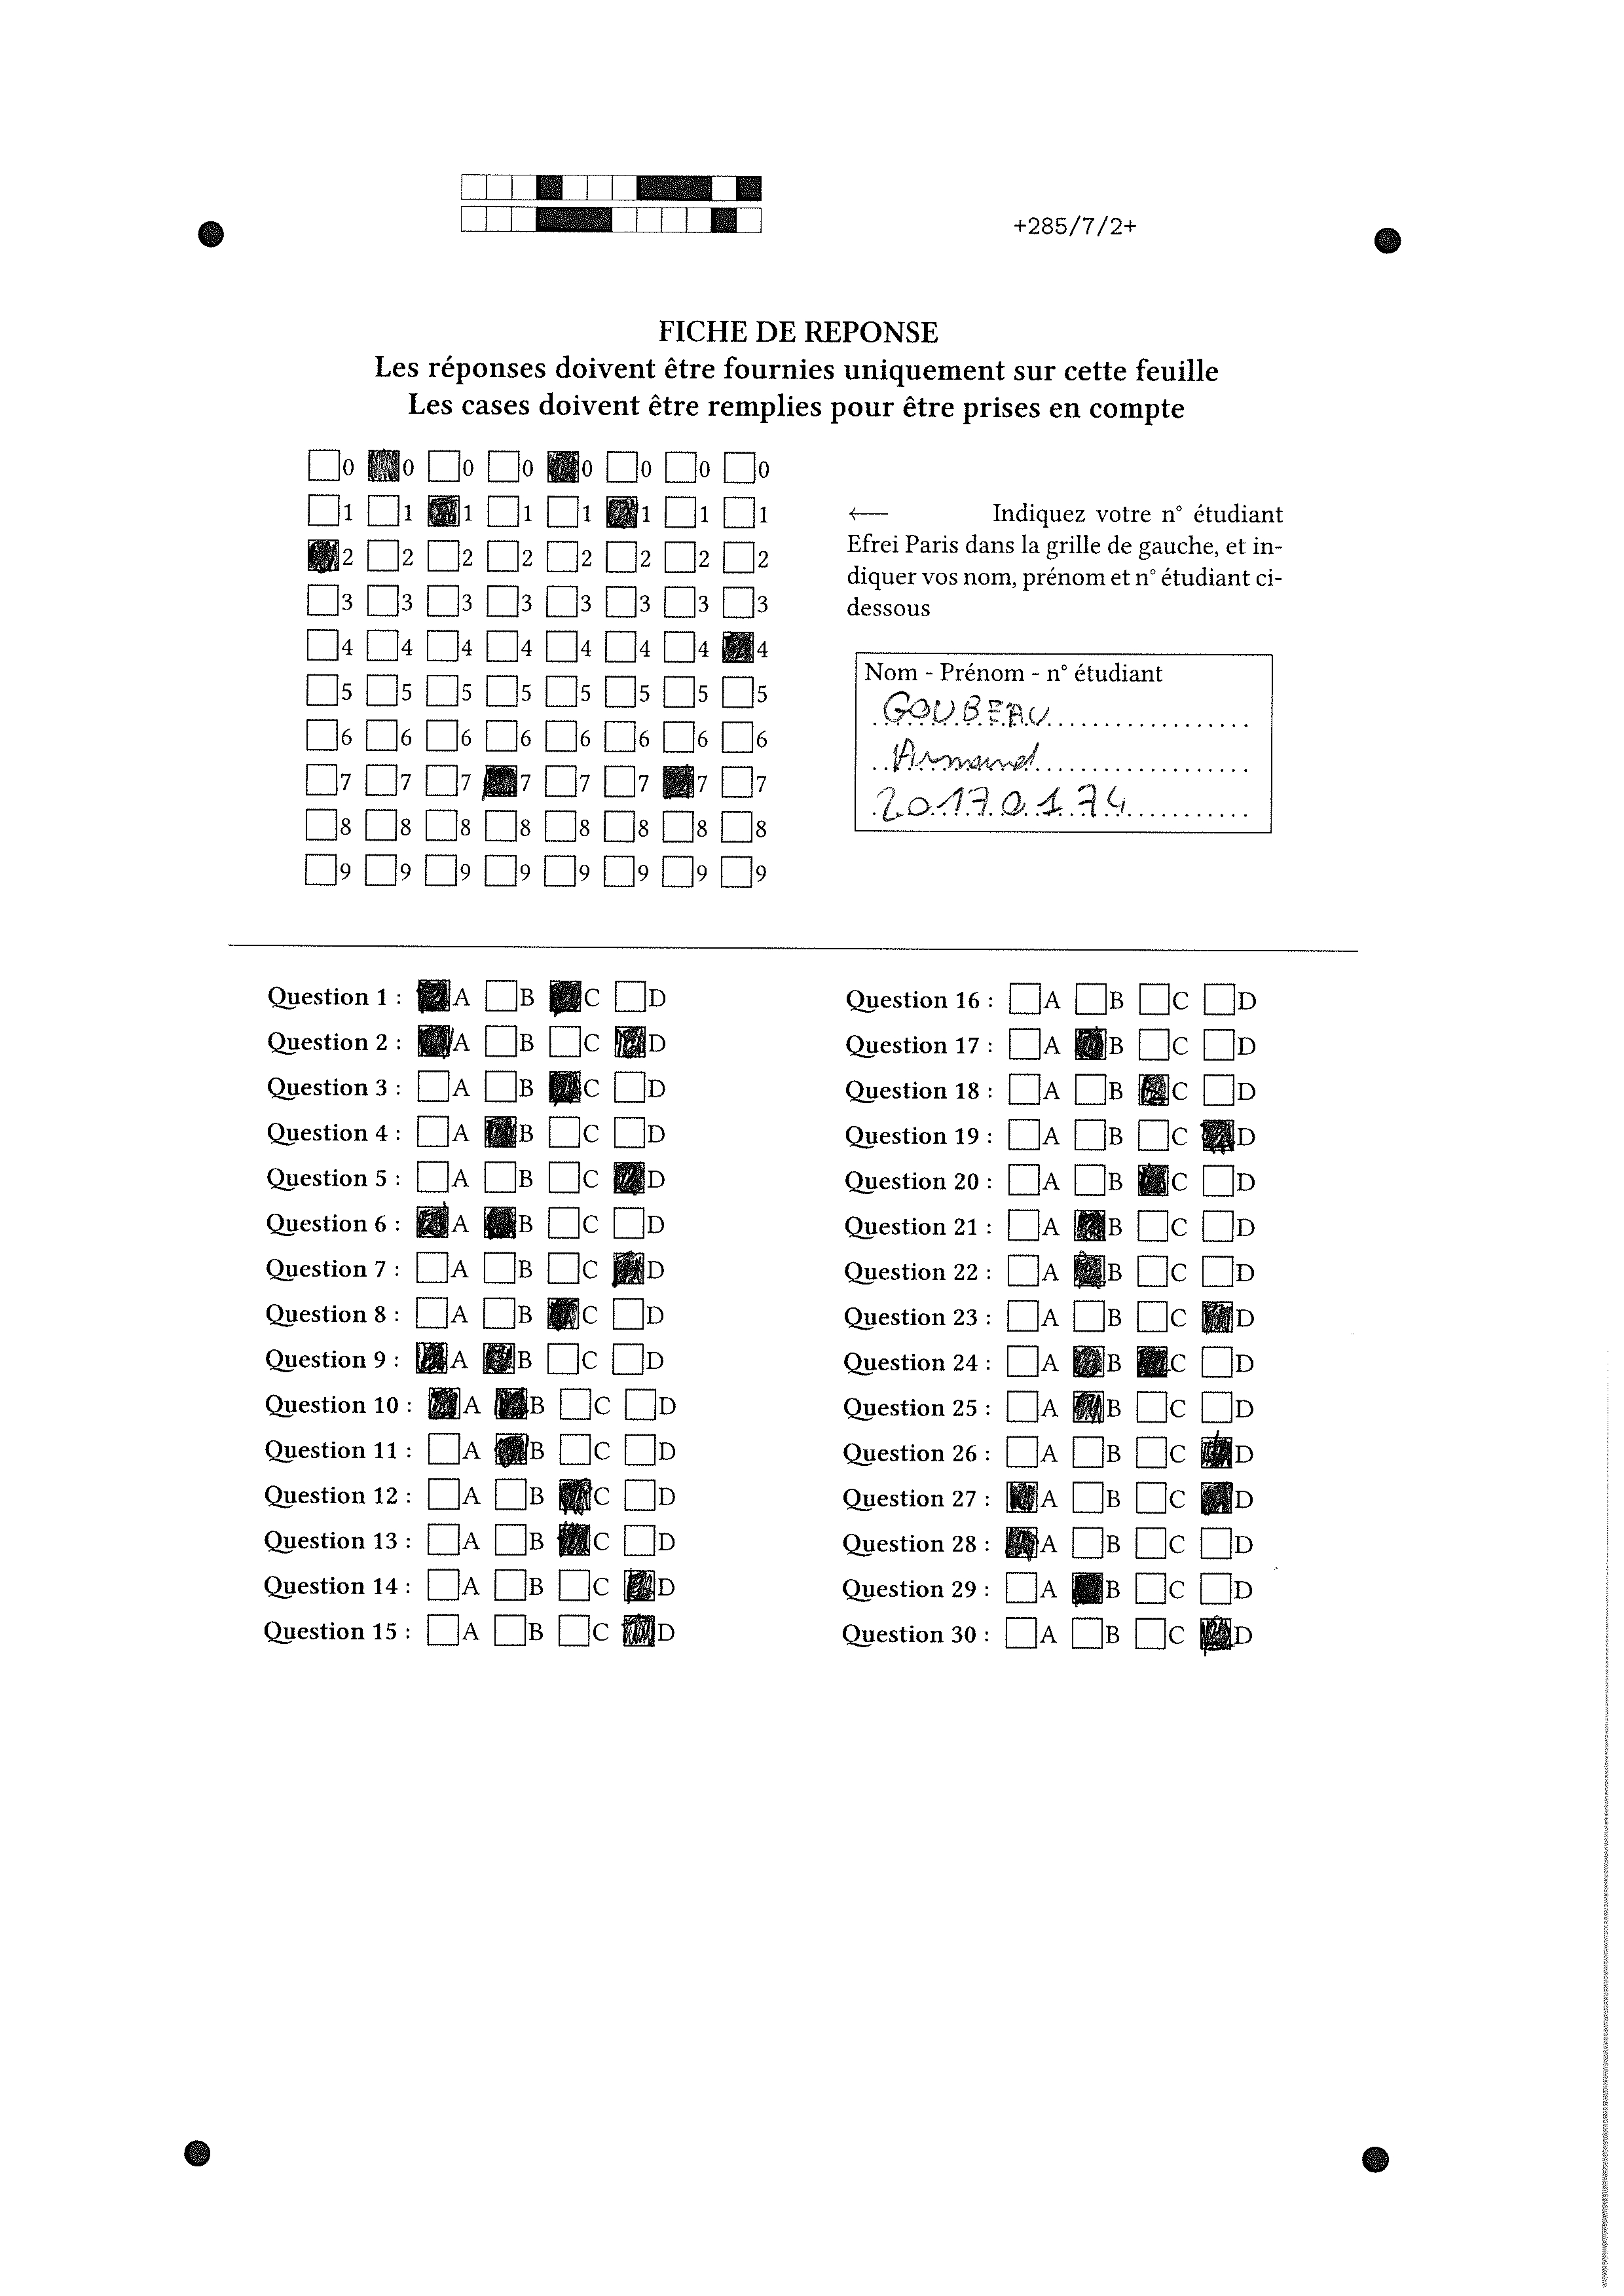 +285/7/2+
FICHE DE REPONSE
Les réponses doivent être fournies uniquement sur cette feuille
Les cases doivent être remplies pour être prises en compte
0 0 0 0 0 0 0 0
1 1 1 1 1 1 1 1
2 2 2 2 2 2 2 2
3 3 3 3 3 3 3 3
4 4 4 4 4 4 4 4
5 5 5 5 5 5 5 5
6 6 6 6 6 6 6 6
7 7 7 7 7 7 7 7
8 8 8 8 8 8 8 8
9 9 9 9 9 9 9 9
← Indiquez votre n° étudiant
Efrei Paris dans la grille de gauche, et in-
diquer vos nom, prénom et n° étudiant ci-
dessous
Nom - Prénom - n° étudiant
GOUBEAU
Armand
20170174
Question 1 : A B C D
Question 2 : A B C D
Question 3 : A B C D
Question 4 : A B C D
Question 5 : A B C D
Question 6 : A B C D
Question 7 : A B C D
Question 8 : A B C D
Question 9 : A B C D
Question 10 : A B C D
Question 11 : A B C D
Question 12 : A B C D
Question 13 : A B C D
Question 14 : A B C D
Question 15 : A B C D
Question 16 : A B C D
Question 17 : A B C D
Question 18 : A B C D
Question 19 : A B C D
Question 20 : A B C D
Question 21 : A B C D
Question 22 : A B C D
Question 23 : A B C D
Question 24 : A B C D
Question 25 : A B C D
Question 26 : A B C D
Question 27 : A B C D
Question 28 : A B C D
Question 29 : A B C D
Question 30 : A B C D